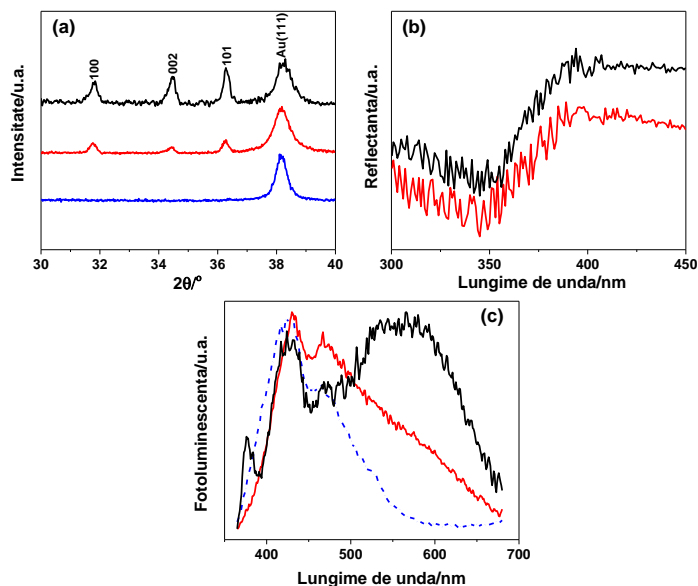 (a)
100
002
101
Au(111)
Intensitate/u.a.
30 32 34 36 38 40
2θ/°
(b)
Reflectanta/u.a.
300 350 400 450
Lungime de unda/nm
(c)
Fotoluminescenta/u.a.
400 500 600 700
Lungime de unda/nm